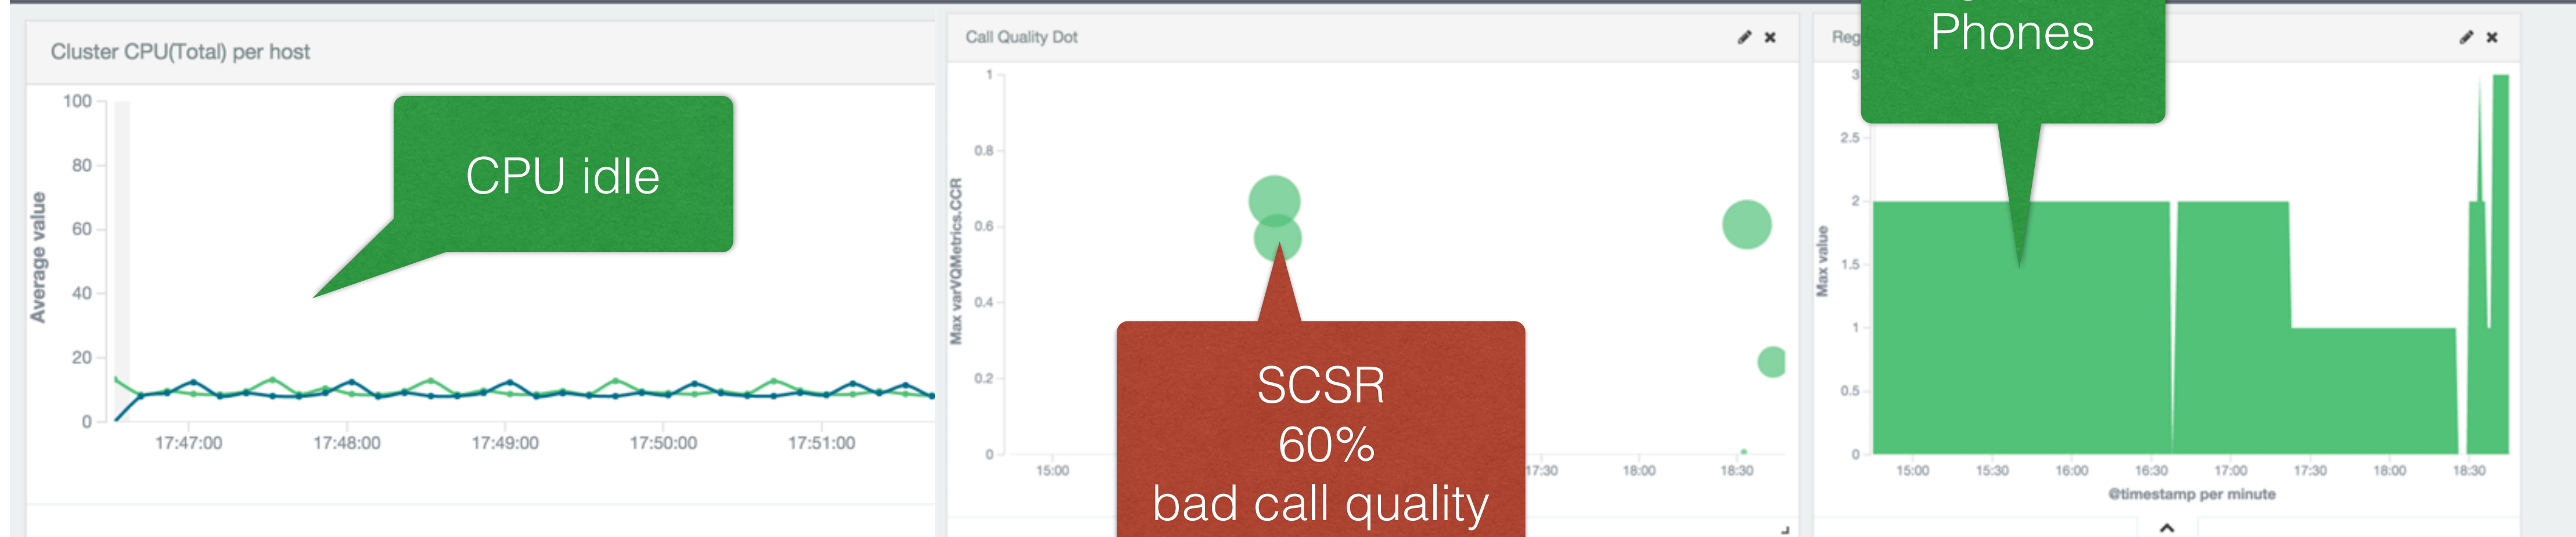 Cluster CPU(Total) per host
Average value
100
80
60
40
20
0
17:47:00 17:48:00 17:49:00 17:50:00 17:51:00
CPU idle
Call Quality Dot
Max varVQMetrics.CCR
1
0.8
0.6
0.4
0.2
0
15:00 17:30 18:00 18:30
SCSR
60%
bad call quality
Reg
Phones
Max value
3
2.5
2
1.5
1
0.5
0
15:00 15:30 16:00 16:30 17:00 17:30 18:00 18:30
@timestamp per minute